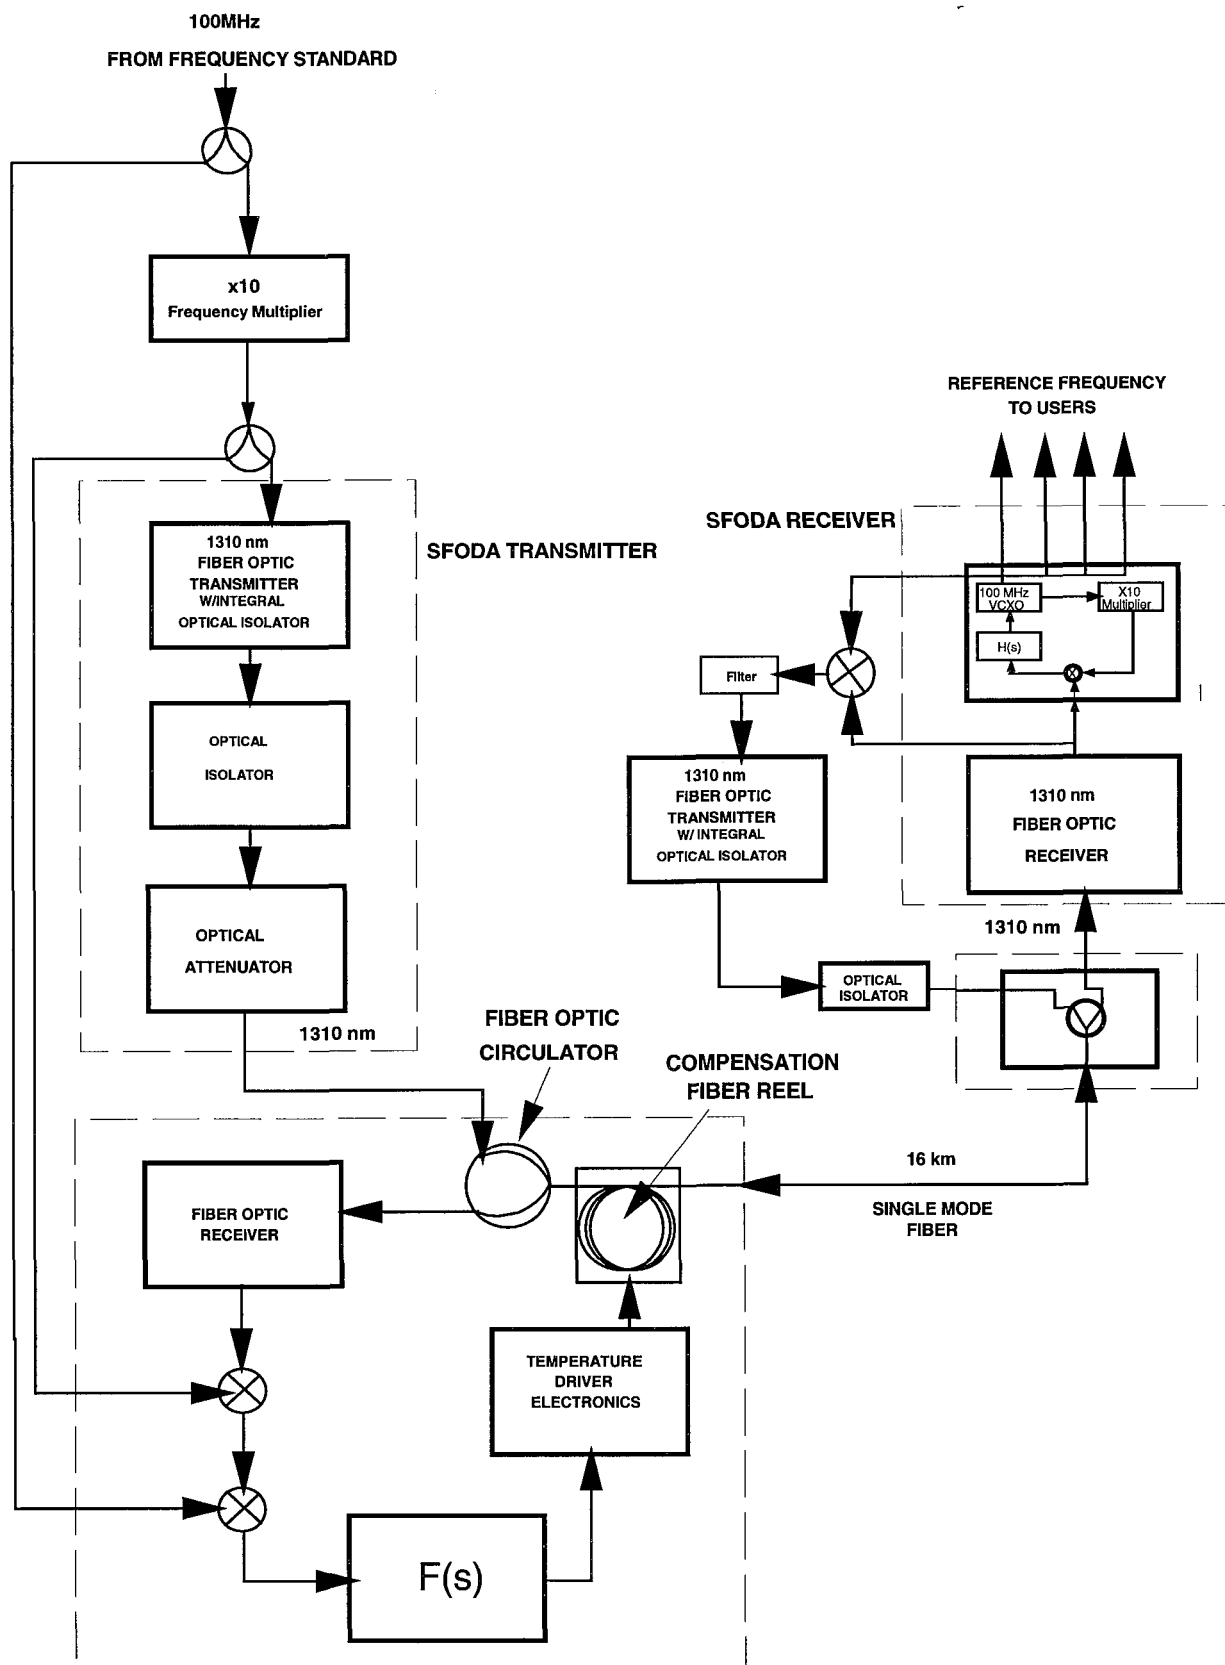 100MHz
FROM FREQUENCY STANDARD
x10
Frequency Multiplier
REFERENCE FREQUENCY
TO USERS
SFODA RECEIVER
SFODA TRANSMITTER
1310 nm
FIBER OPTIC
TRANSMITTER
W/INTEGRAL
OPTICAL ISOLATOR
100 MHz
VCXO
X10
Multiplier
H(s)
Filter
OPTICAL
ISOLATOR
1310 nm
FIBER OPTIC
TRANSMITTER
W/ INTEGRAL
OPTICAL ISOLATOR
1310 nm
FIBER OPTIC
RECEIVER
OPTICAL
ATTENUATOR
1310 nm
1310 nm
OPTICAL
ISOLATOR
FIBER OPTIC
CIRCULATOR
COMPENSATION
FIBER REEL
16 km
SINGLE MODE
FIBER
FIBER OPTIC
RECEIVER
TEMPERATURE
DRIVER
ELECTRONICS
F(s)